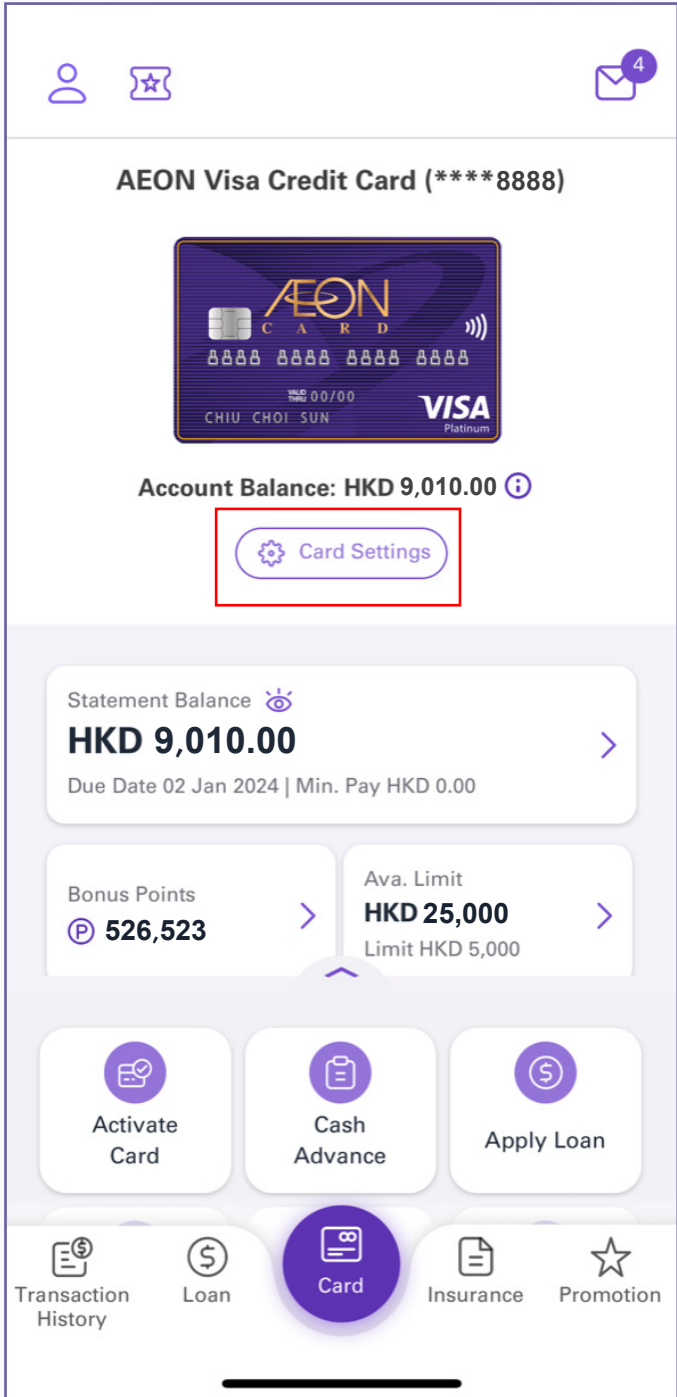 4
AEON Visa Credit Card (****8888)
AEON
CARD
8888 8888 8888 8888
VALID THRU 00/00
CHIU CHOI SUN
VISA
Platinum
Account Balance: HKD 9,010.00
Card Settings
Statement Balance
HKD 9,010.00
Due Date 02 Jan 2024 | Min. Pay HKD 0.00
Bonus Points
P 526,523
Ava. Limit
HKD 25,000
Limit HKD 5,000
Activate
Card
Cash
Advance
Apply Loan
Transaction
History
Loan
Card
Insurance
Promotion